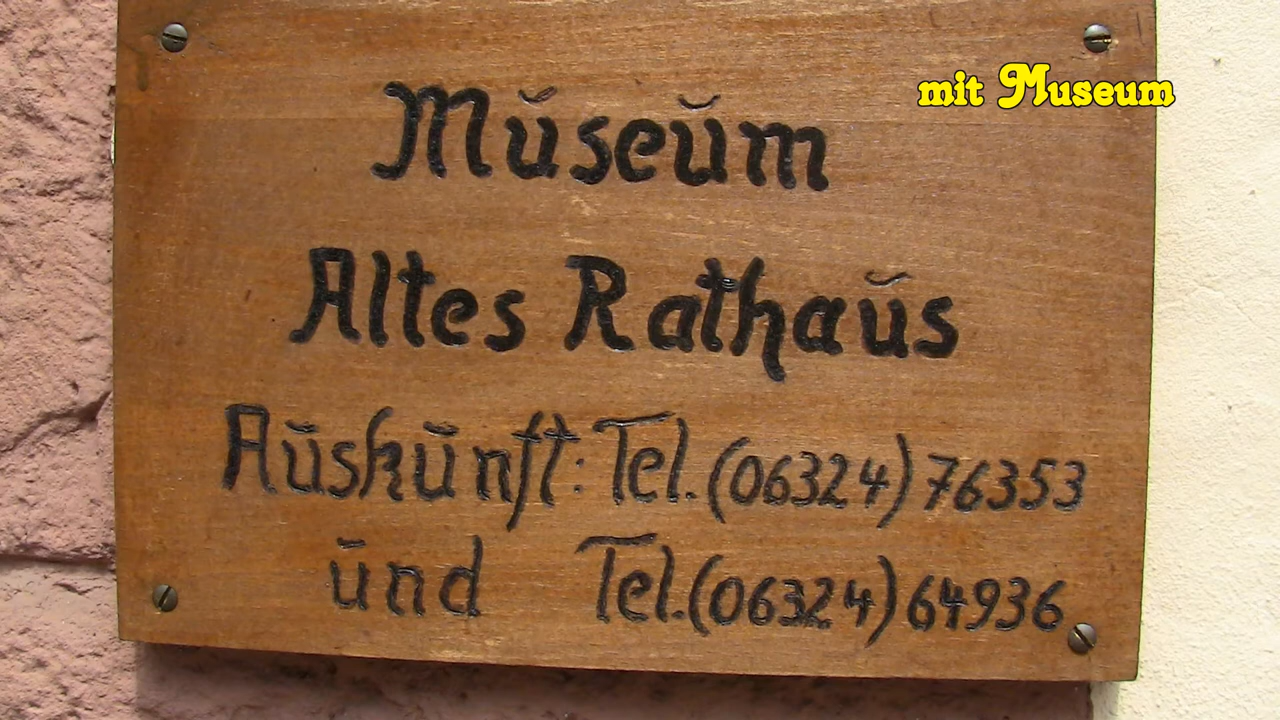 mit Museum
Museum
Altes Rathaus
Auskunft: Tel. (06324) 76353
und Tel. (06324) 64936